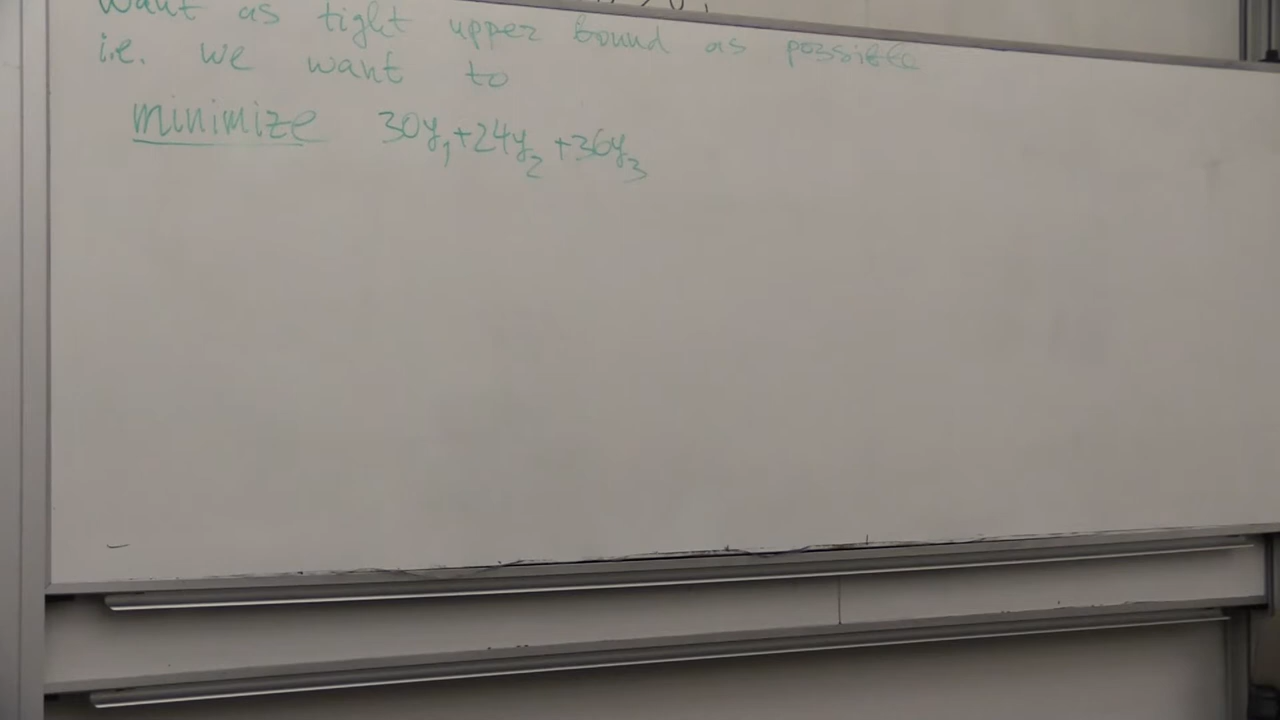 want as tight upper bound as possible
i.e. we want to
minimize 30y₁+24y₂+36y₃